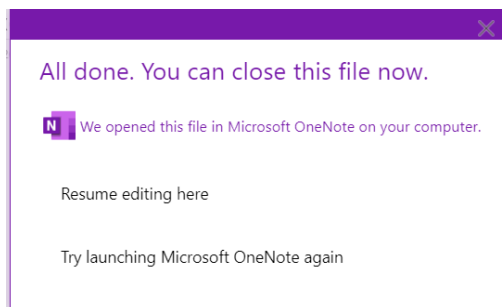 All done. You can close this file now.
N We opened this file in Microsoft OneNote on your computer.
Resume editing here
Try launching Microsoft OneNote again